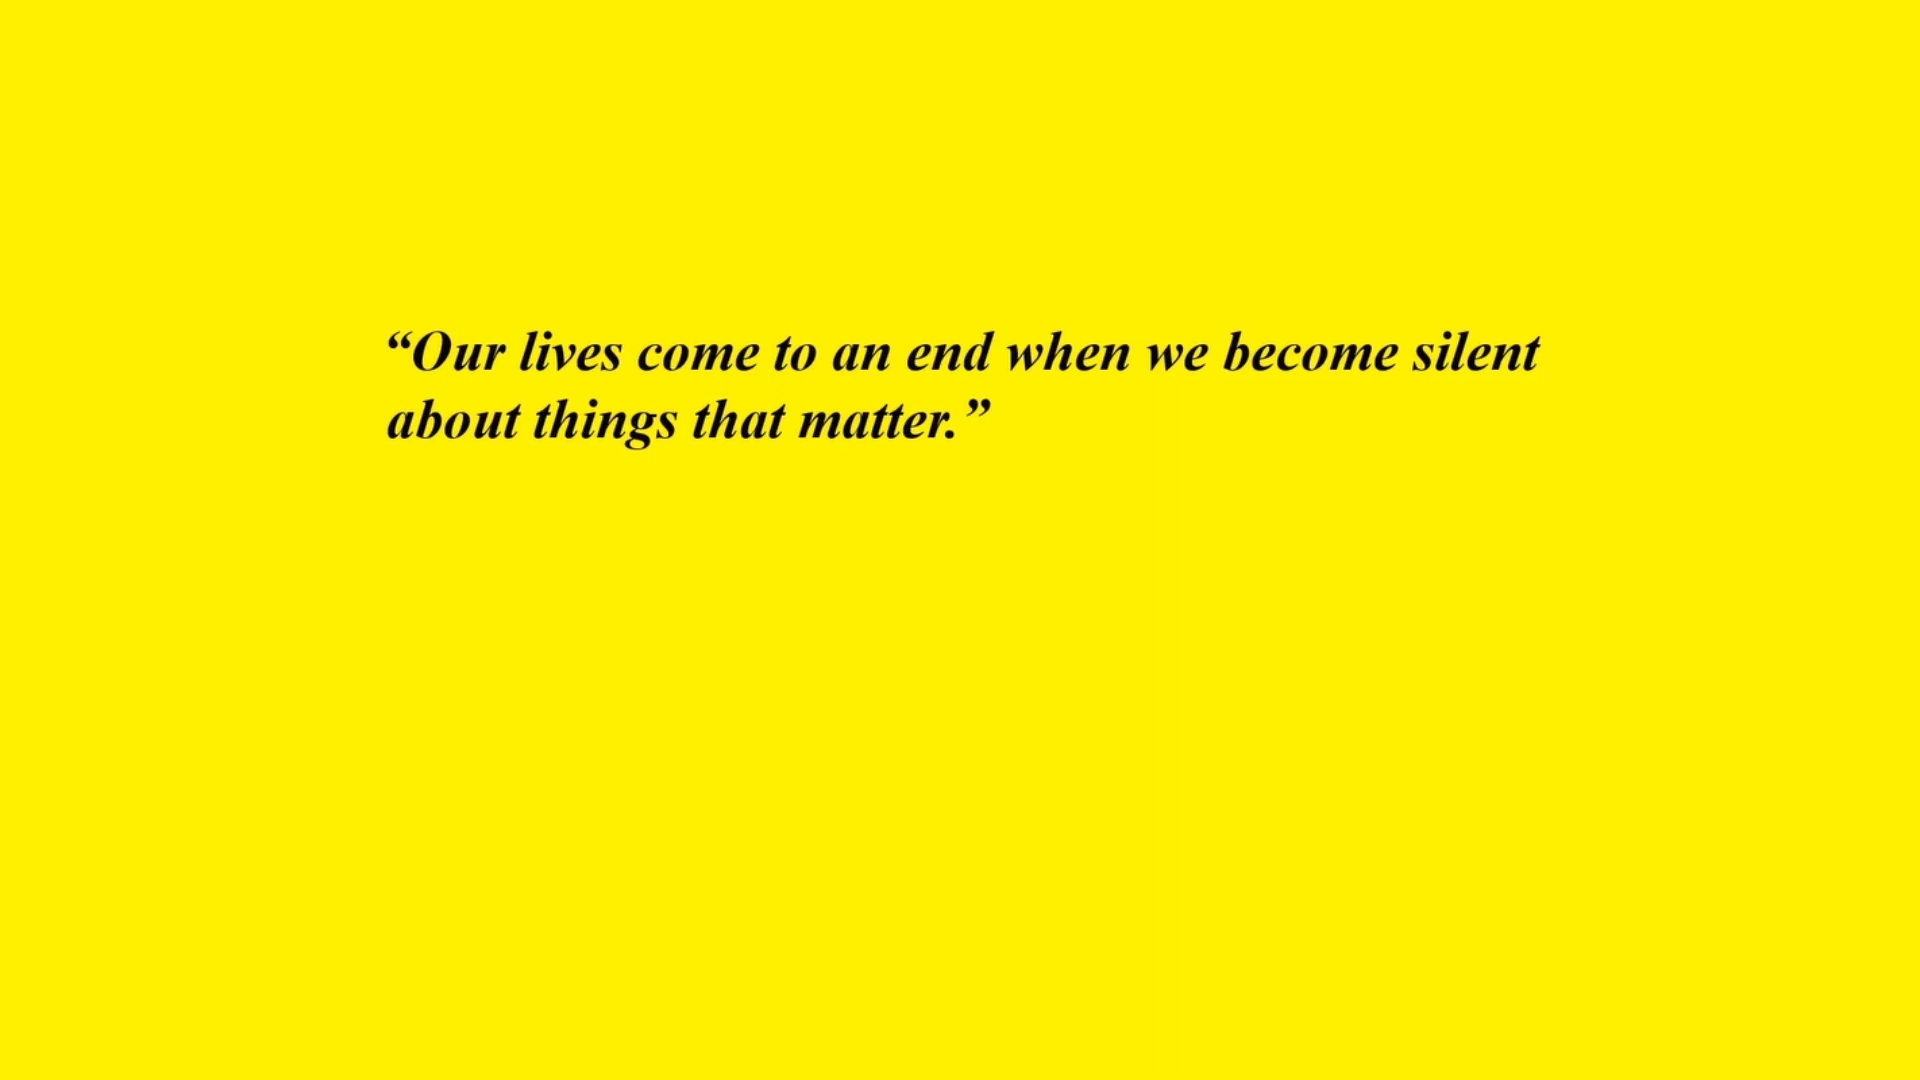 “Our lives come to an end when we become silent
about things that matter.”